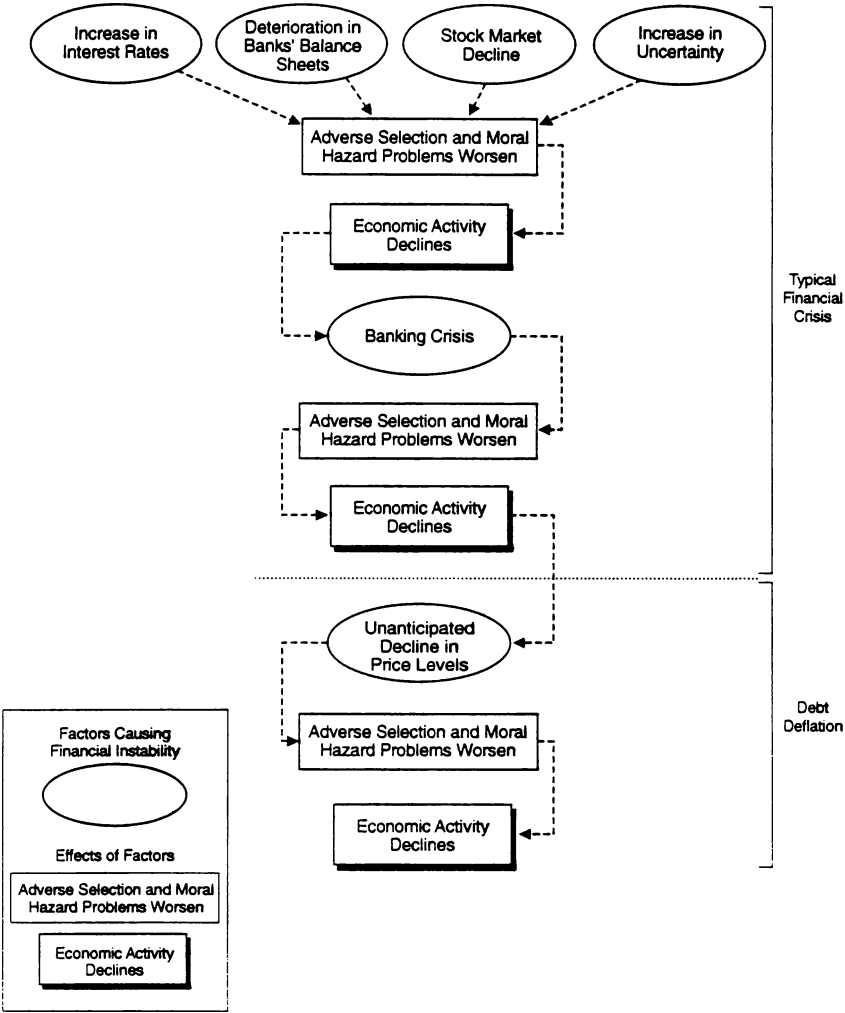 Increase in
Interest Rates
Deterioration in
Banks' Balance
Sheets
Stock Market
Decline
Increase in
Uncertainty
Adverse Selection and Moral
Hazard Problems Worsen
Economic Activity
Declines
Typical
Financial
Crisis
Banking Crisis
Adverse Selection and Moral
Hazard Problems Worsen
Economic Activity
Declines
Unanticipated
Decline in
Price Levels
Debt
Deflation
Adverse Selection and Moral
Hazard Problems Worsen
Economic Activity
Declines
Factors Causing
Financial Instability
Effects of Factors
Adverse Selection and Moral
Hazard Problems Worsen
Economic Activity
Declines